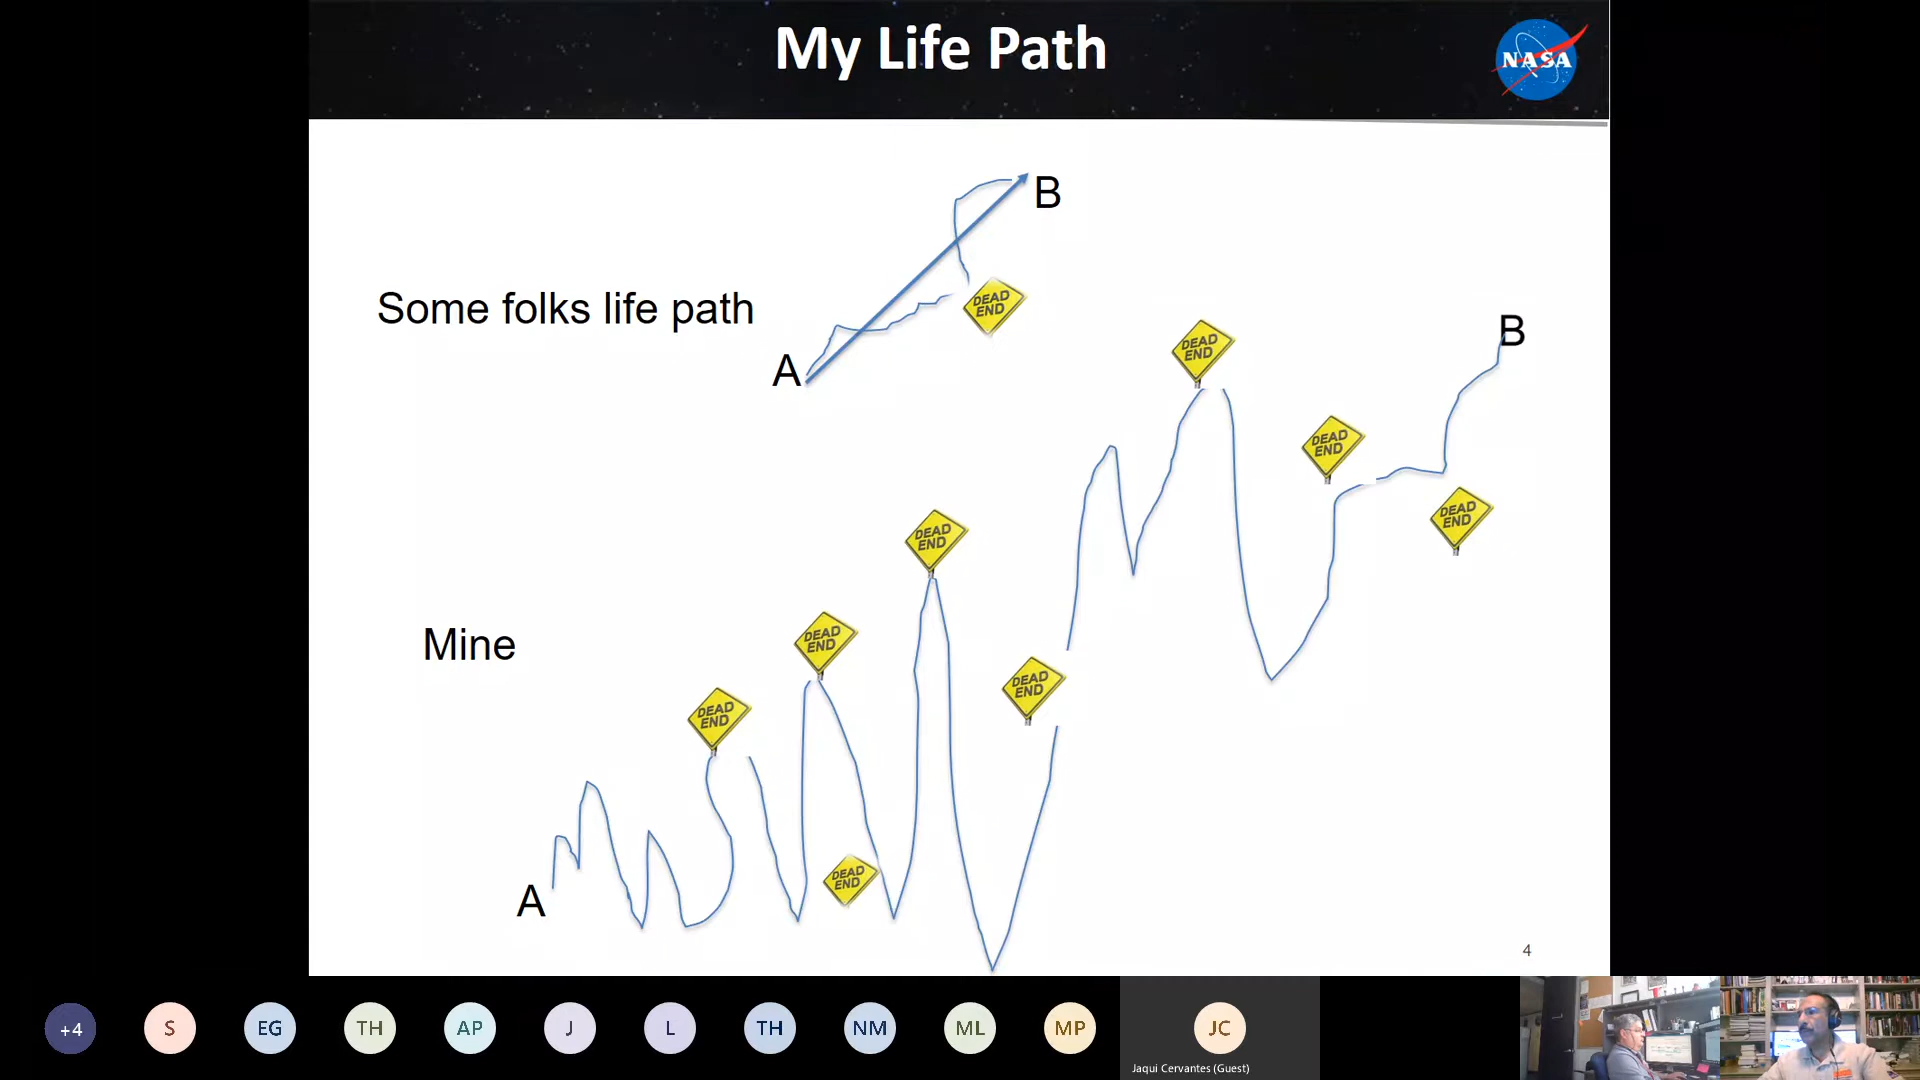 My Life Path
NASA
B
Some folks life path
DEAD
END
A
DEAD
END
B
DEAD
END
DEAD
END
DEAD
END
Mine
DEAD
END
DEAD
END
DEAD
END
DEAD
END
A
4
+4
S
EG
TH
AP
J
L
TH
NM
ML
MP
JC
Jaqui Cervantes (Guest)